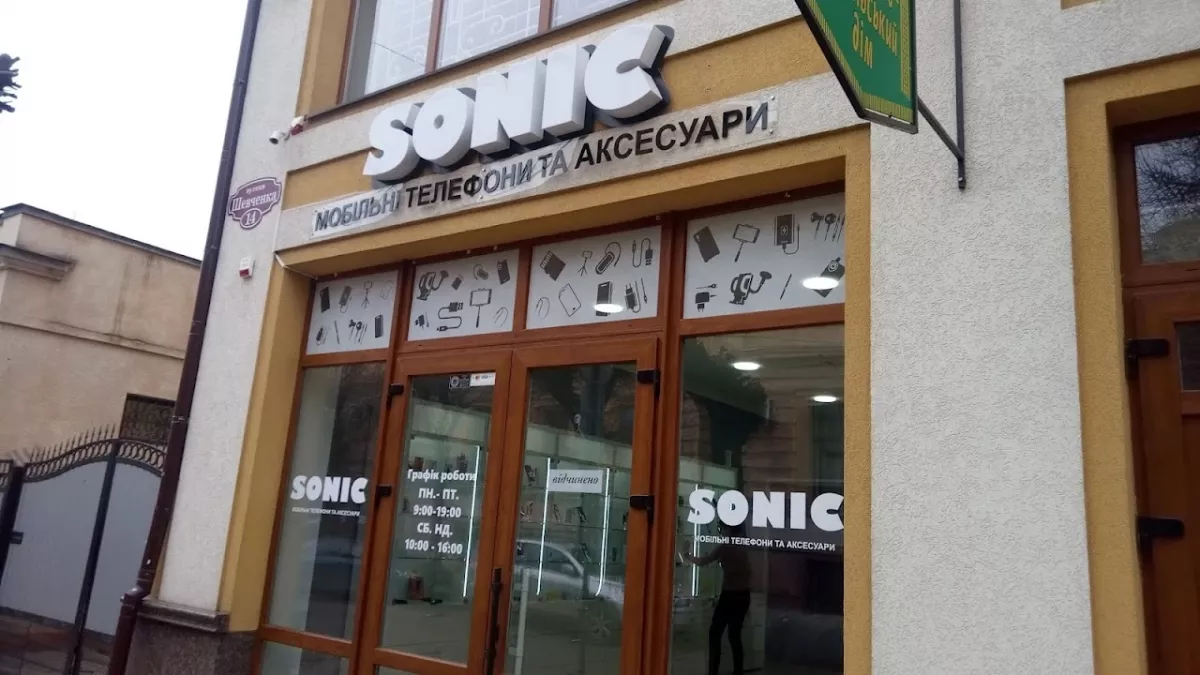 SONIC
МОБІЛЬНІ ТЕЛЕФОНИ ТА АКСЕСУАРИ
дім
вулиця
Шевченка
14
SONIC
МОБІЛЬНІ ТЕЛЕФОНИ ТА АКСЕСУАРИ
Графік роботи
ПН.- ПТ.
9:00-19:00
СБ. НД.
10:00 - 16:00
відчинено
SONIC
МОБІЛЬНІ ТЕЛЕФОНИ ТА АКСЕСУАРИ